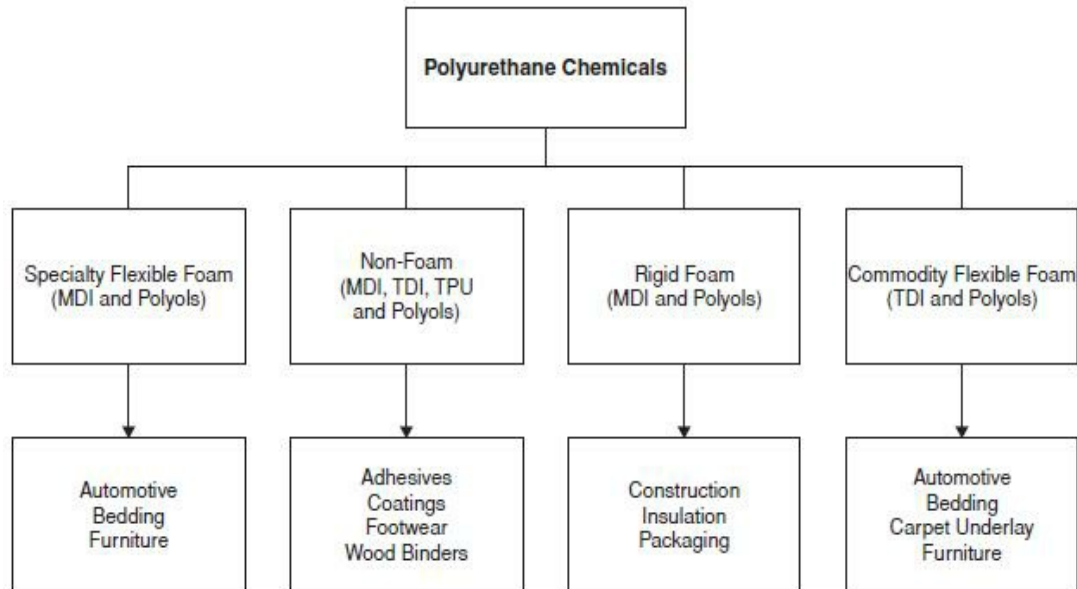 Polyurethane Chemicals
Specialty Flexible Foam
(MDI and Polyols)
Non-Foam
(MDI, TDI, TPU
and Polyols)
Rigid Foam
(MDI and Polyols)
Commodity Flexible Foam
(TDI and Polyols)
Automotive
Bedding
Furniture
Adhesives
Coatings
Footwear
Wood Binders
Construction
Insulation
Packaging
Automotive
Bedding
Carpet Underlay
Furniture